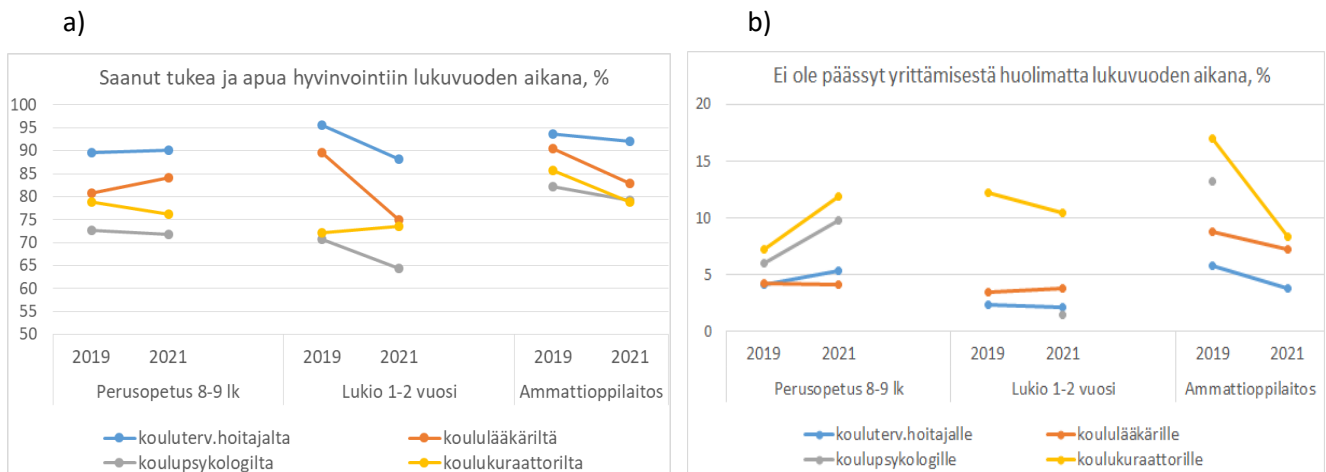 a)
Saanut tukea ja apua hyvinvointiin lukuvuoden aikana, %
100
95
90
85
80
75
70
65
60
55
50
2019 2021 2019 2021 2019 2021
Perusopetus 8-9 lk Lukio 1-2 vuosi Ammattioppilaitos
kouluterv.hoitajalta koululääkäriltä
koulupsykologilta koulukuraattorilta
b)
Ei ole päässyt yrittämisestä huolimatta lukuvuoden aikana, %
20
15
10
5
0
2019 2021 2019 2021 2019 2021
Perusopetus 8-9 lk Lukio 1-2 vuosi Ammattioppilaitos
kouluterv.hoitajalle koululääkärille
koulupsykologille koulukuraattorille